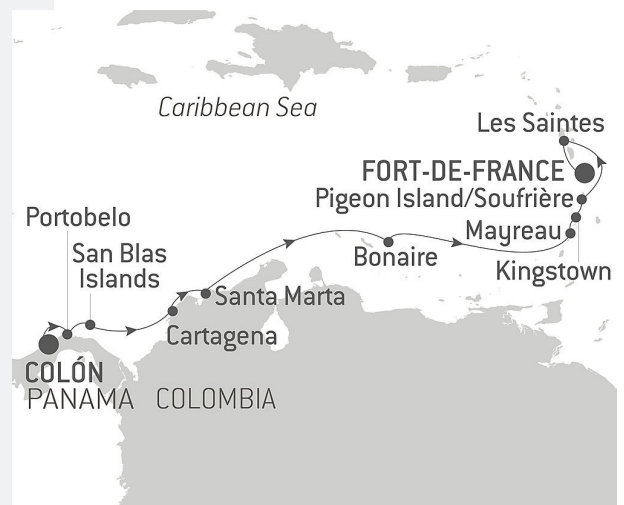 Caribbean Sea
Les Saintes
FORT-DE-FRANCE
Pigeon Island/Soufrière
Mayreau
Kingstown
Bonaire
Portobelo
San Blas
Islands
Santa Marta
Cartagena
COLÓN
PANAMA COLOMBIA